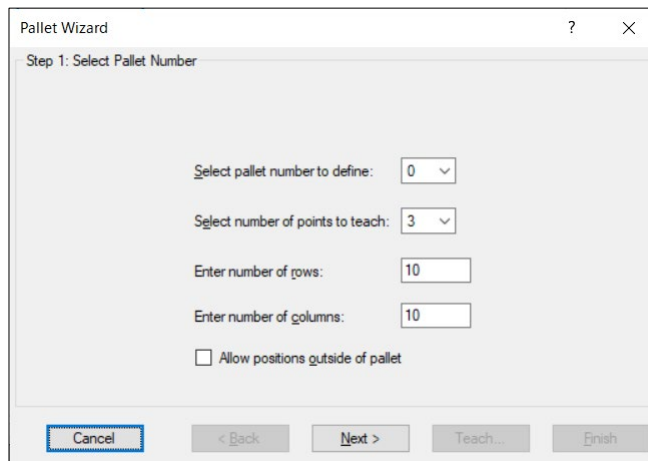 Pallet Wizard ?
Step 1: Select Pallet Number
Select pallet number to define: 0
Select number of points to teach: 3
Enter number of rows: 10
Enter number of columns: 10
Allow positions outside of pallet
Cancel < Back Next > Teach... Finish